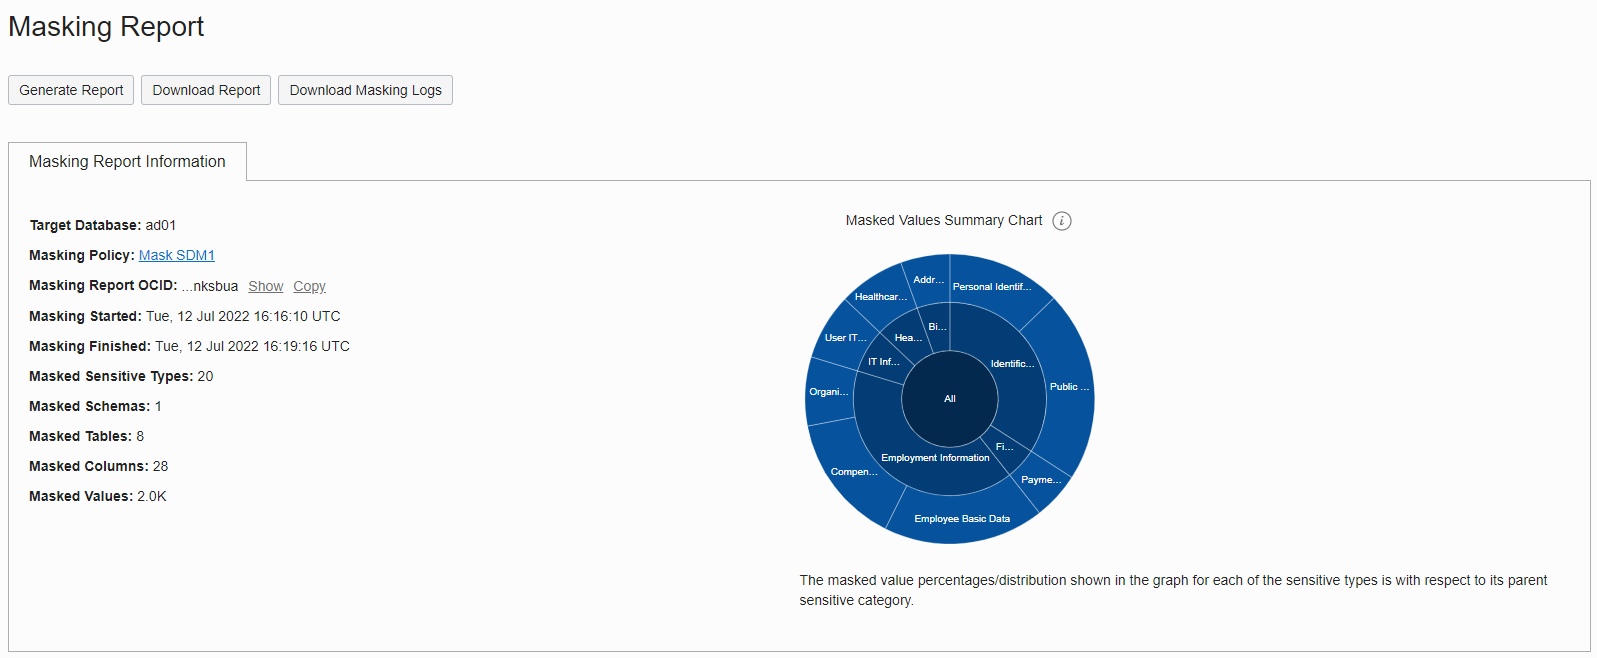 Masking Report
Generate Report
Download Report
Download Masking Logs
Masking Report Information
Target Database: ad01
Masking Policy: Mask SDM1
Masking Report OCID: ...nksbua Show Copy
Masking Started: Tue, 12 Jul 2022 16:16:10 UTC
Masking Finished: Tue, 12 Jul 2022 16:19:16 UTC
Masked Sensitive Types: 20
Masked Schemas: 1
Masked Tables: 8
Masked Columns: 28
Masked Values: 2.0K
Masked Values Summary Chart i
Addr...
Personal Identif...
Healthcar...
Bi...
User IT...
Hea...
IT Inf...
Identific...
Public ...
Organi...
All
Fi...
Employment Information
Compen...
Payme...
Employee Basic Data
The masked value percentages/distribution shown in the graph for each of the sensitive types is with respect to its parent
sensitive category.